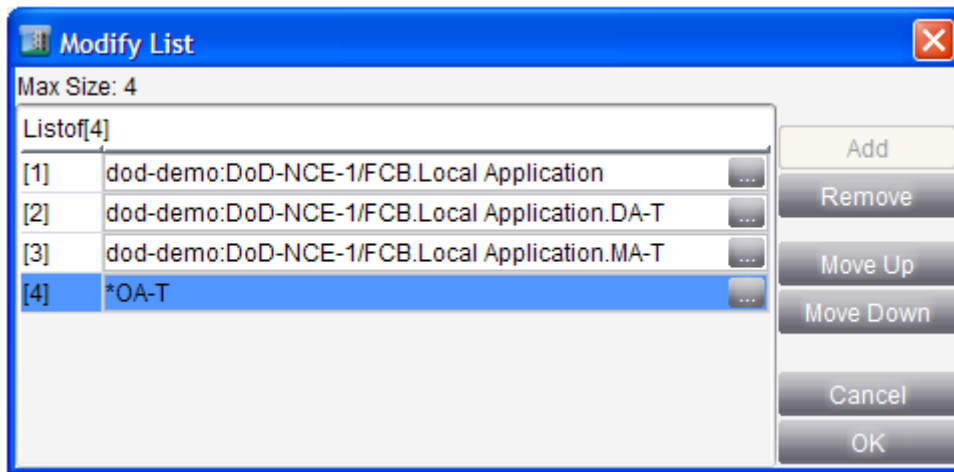 Modify List
Max Size: 4
Listof[4]
[1] dod-demo:DoD-NCE-1/FCB.Local Application ...
[2] dod-demo:DoD-NCE-1/FCB.Local Application.DA-T ...
[3] dod-demo:DoD-NCE-1/FCB.Local Application.MA-T ...
[4] *OA-T ...
Add
Remove
Move Up
Move Down
Cancel
OK